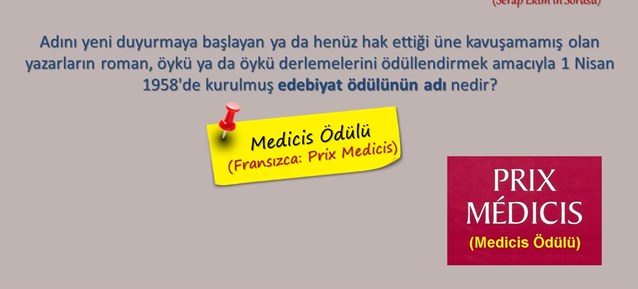 (Serap Ekim'in Sorusu)
Adını yeni duyurmaya başlayan ya da henüz hak ettiği üne kavuşamamış olan
yazarların roman, öykü ya da öykü derlemelerini ödüllendirmek amacıyla 1 Nisan
1958'de kurulmuş edebiyat ödülünün adı nedir?
Medicis Ödülü
(Fransızca: Prix Medicis)
PRIX
MÉDICIS
(Medicis Ödülü)